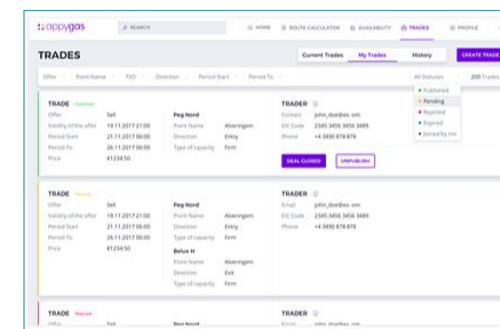 appygas
SEARCH
HOME ROUTE CALCULATOR AVAILABILITY TRADES PROFILE
TRADES
Current Trades My Trades History CREATE TRADE
Offer Point Name TSO Direction Period Start Period To All Statuses 200 Trades
Published
Pending
Rejected
Expired
Joined by me
TRADE Published
Offer Sell
Validity of the offer 19.11.2017 21:00
Period Start 21.11.2017 06:00
Period To 26.11.2017 06:00
Price €1234.50
Peg Nord
Point Name Alveringem
Direction Entry
Type of capacity Firm
TRADER
Contact
EIC Code 2345 3456 3456 3489
Phone +4 3890 878 878
DEAL CLOSED UNPUBLISH
TRADE Pending
Offer Sell
Validity of the offer 19.11.2017 21:00
Period Start 21.11.2017 06:00
Period To 26.11.2017 06:00
Price €1234.50
Peg Nord
Point Name Alveringem
Direction Entry
Type of capacity Firm
Belux H
Point Name Alveringem
Direction Exit
Type of capacity Firm
TRADER
Email
EIC Code 2345 3456 3456 3489
Phone +4 3890 878 878
TRADE Rejected
Offer Sell
Peg Nord
TRADER
Email